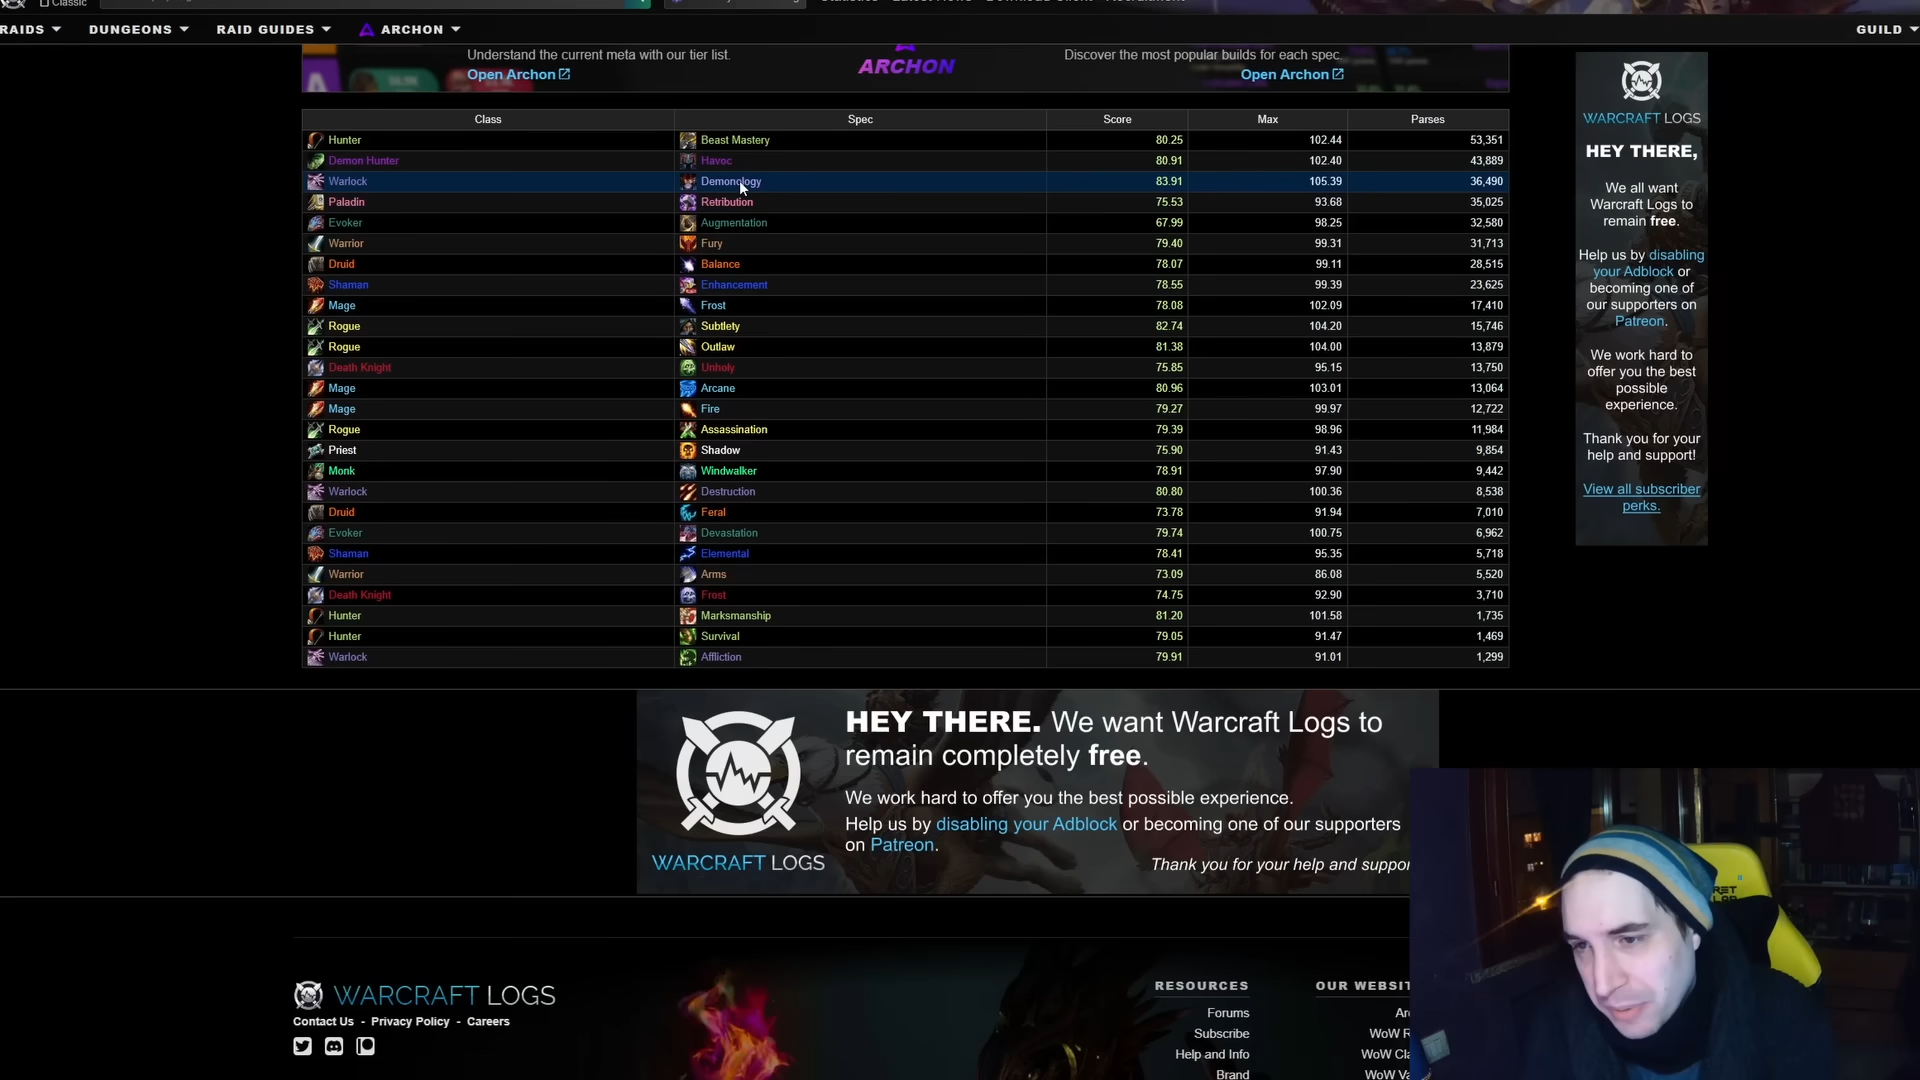 Classic
RAIDS DUNGEONS RAID GUIDES ARCHON GUILD
Understand the current meta with our tier list.
Open Archon
ARCHON
Discover the most popular builds for each spec.
Open Archon
Class Spec Score Max Parses
Hunter Beast Mastery 80.25 102.44 53,351
Demon Hunter Havoc 80.91 102.40 43,889
Warlock Demonology 83.91 105.39 36,490
Paladin Retribution 75.53 93.68 35,025
Evoker Augmentation 67.99 98.25 32,580
Warrior Fury 79.40 99.31 31,713
Druid Balance 78.07 99.11 28,515
Shaman Enhancement 78.55 99.39 23,625
Mage Frost 78.08 102.09 17,410
Rogue Subtlety 82.74 104.20 15,746
Rogue Outlaw 81.38 104.00 13,879
Death Knight Unholy 75.85 95.15 13,750
Mage Arcane 80.96 103.01 13,064
Mage Fire 79.27 99.97 12,722
Rogue Assassination 79.39 98.96 11,984
Priest Shadow 75.90 91.43 9,854
Monk Windwalker 78.91 97.90 9,442
Warlock Destruction 80.80 100.36 8,538
Druid Feral 73.78 91.94 7,010
Evoker Devastation 79.74 100.75 6,962
Shaman Elemental 78.41 95.35 5,718
Warrior Arms 73.09 86.08 5,520
Death Knight Frost 74.75 92.90 3,710
Hunter Marksmanship 81.20 101.58 1,735
Hunter Survival 79.05 91.47 1,469
Warlock Affliction 79.91 91.01 1,299
WARCRAFT LOGS
HEY THERE,
We all want
Warcraft Logs to
remain free.
Help us by disabling
your Adblock or
becoming one of
our supporters on
Patreon.
We work hard to
offer you the best
possible
experience.
Thank you for your
help and support!
View all subscriber
perks.
WARCRAFT LOGS
HEY THERE. We want Warcraft Logs to
remain completely free.
We work hard to offer you the best possible experience.
Help us by disabling your Adblock or becoming one of our supporters
on Patreon.
Thank you for your help and suppor
WARCRAFT LOGS
Contact Us - Privacy Policy - Careers
RESOURCES
Forums
Subscribe
Help and Info
Brand
OUR WEBSIT
Ar
WoW R
WoW Cla
WoW Va